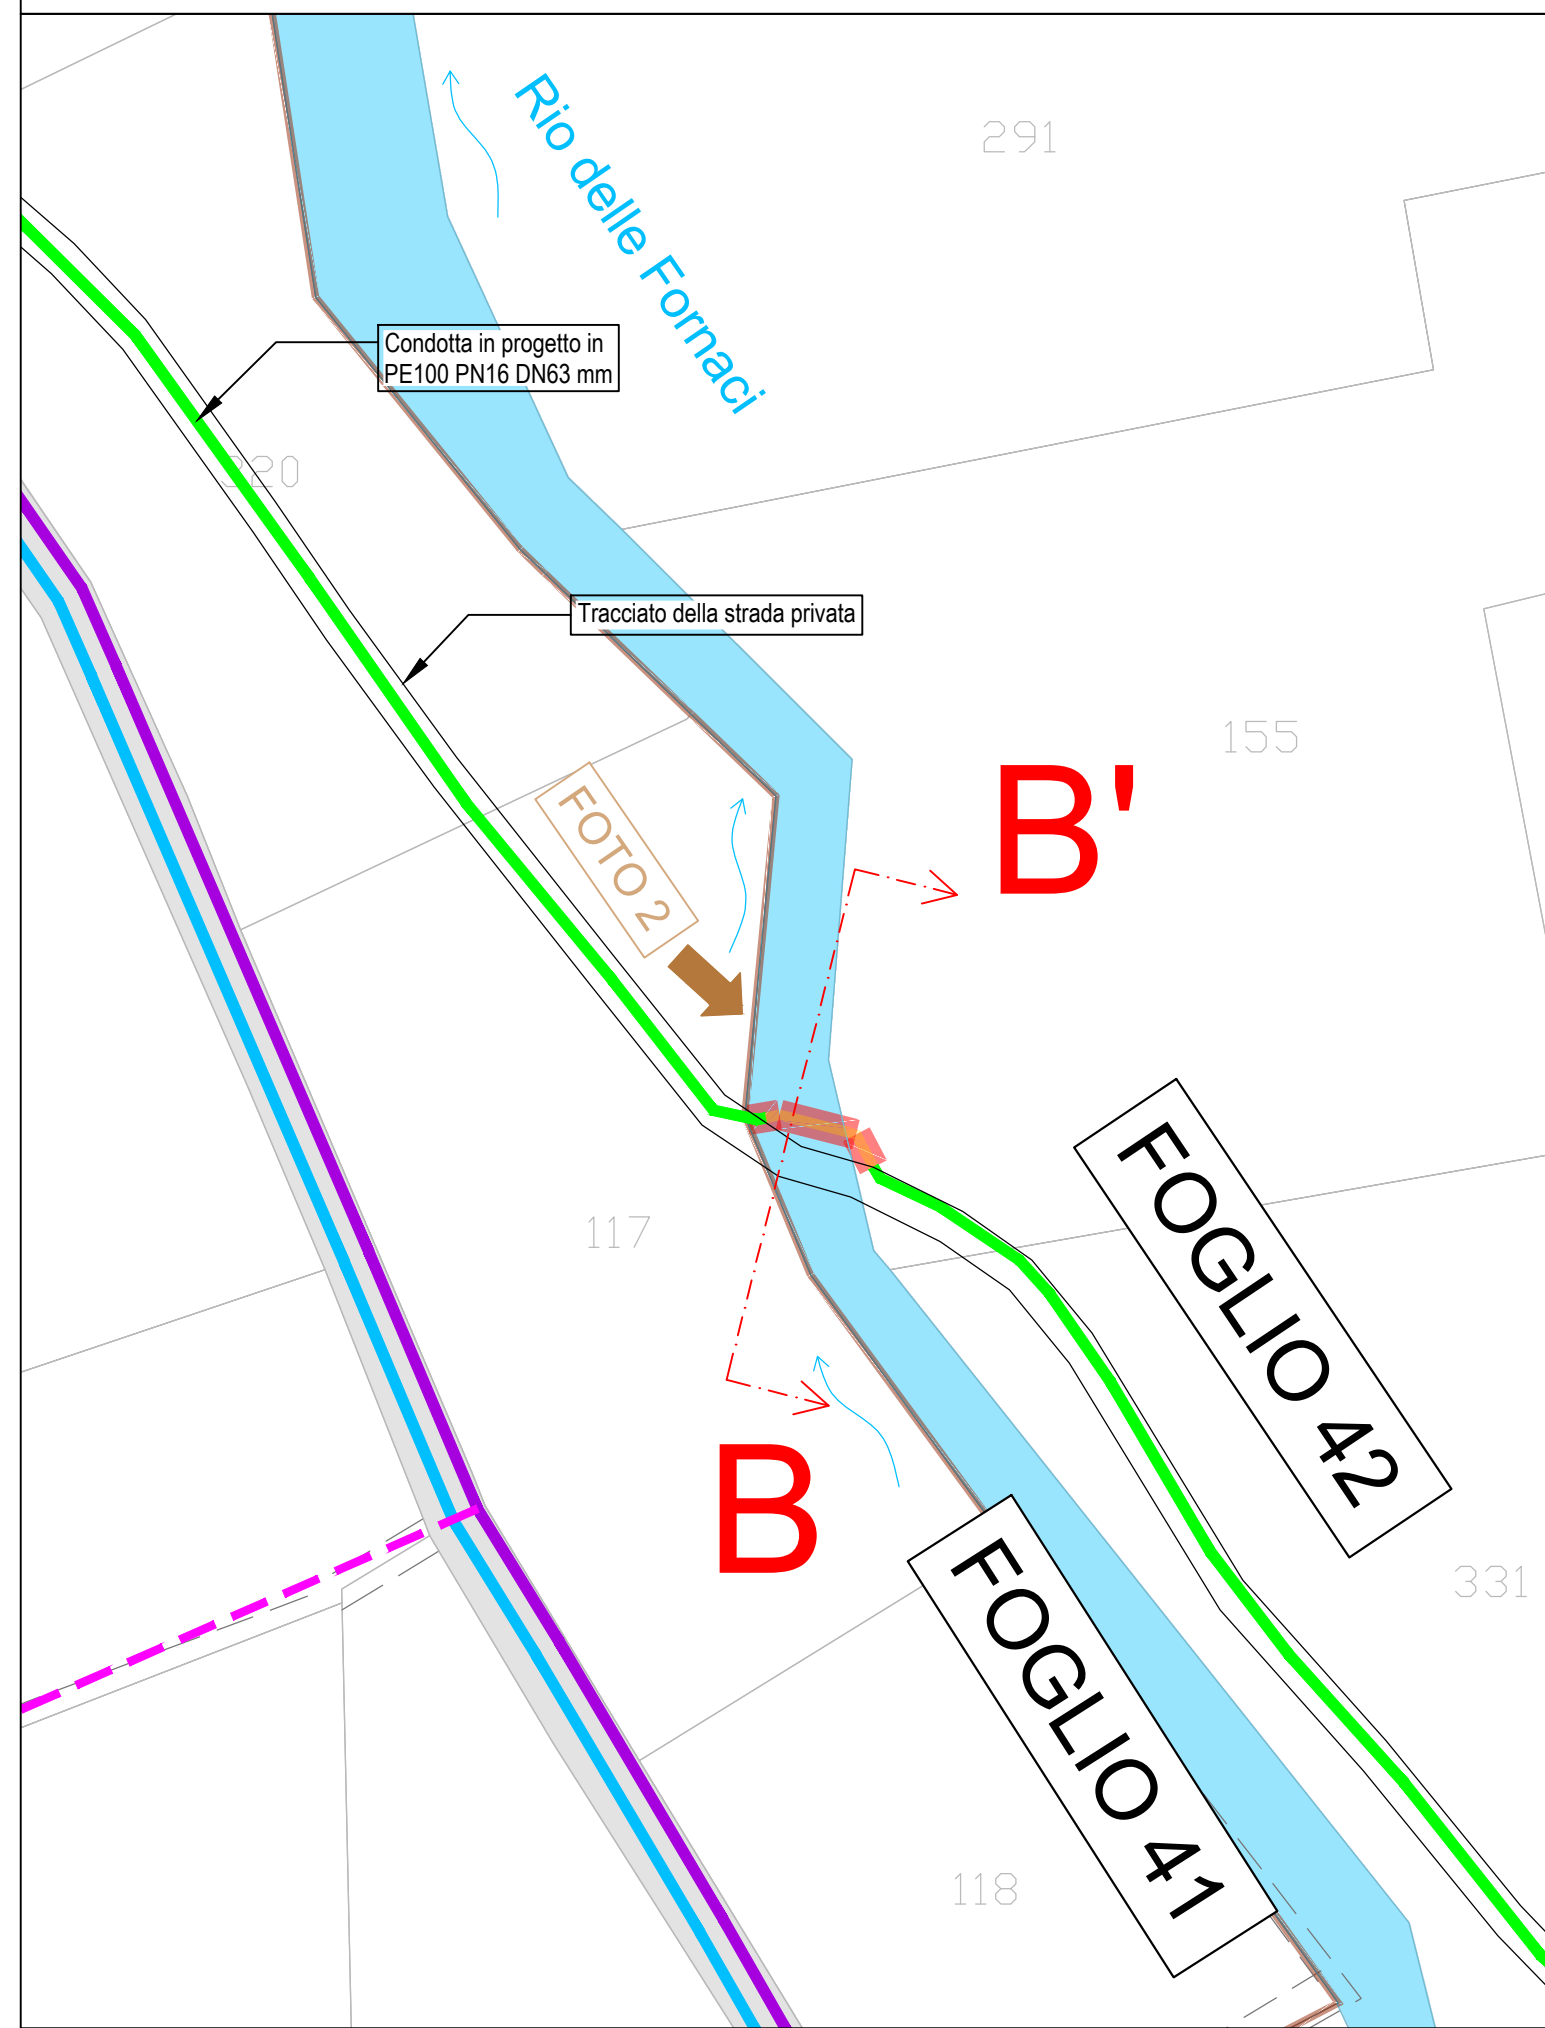 291
Rio delle Fornaci
Condotta in progetto in
PE100 PN16 DN63 mm
320
Tracciato della strada privata
155
B'
FOTO 2
117
FOGLIO 42
B
331
FOGLIO 41
118